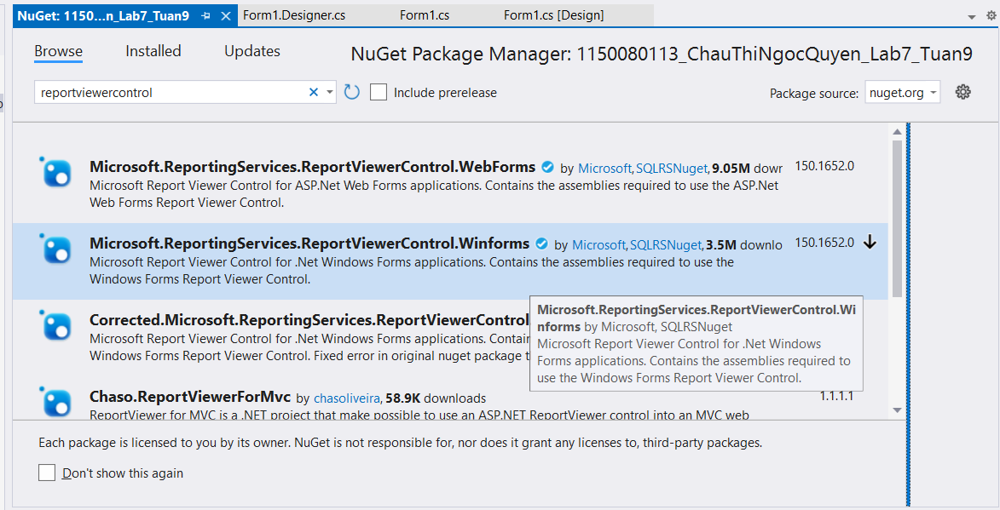 NuGet: 1150...n_Lab7_Tuan9
Form1.Designer.cs
Form1.cs
Form1.cs [Design]
Browse
Installed
Updates
NuGet Package Manager: 1150080113_ChauThiNgocQuyen_Lab7_Tuan9
reportviewercontrol
Include prerelease
Package source:
nuget.org
Microsoft.ReportingServices.ReportViewerControl.WebForms by Microsoft,SQLRSNuget, 9.05M downr 150.1652.0
Microsoft Report Viewer Control for ASP.Net Web Forms applications. Contains the assemblies required to use the ASP.Net
Web Forms Report Viewer Control.
Microsoft.ReportingServices.ReportViewerControl.Winforms by Microsoft,SQLRSNuget, 3.5M downlo 150.1652.0
Microsoft Report Viewer Control for .Net Windows Forms applications. Contains the assemblies required to use the
Windows Forms Report Viewer Control.
Corrected.Microsoft.ReportingServices.ReportViewerControl
Microsoft Report Viewer Control for .Net Windows Forms applications. Contain
Windows Forms Report Viewer Control. Fixed error in original nuget package t
Microsoft.ReportingServices.ReportViewerControl.Wi
nforms by Microsoft, SQLRSNuget
Microsoft Report Viewer Control for .Net Windows
Forms applications. Contains the assemblies required to
use the Windows Forms Report Viewer Control.
Chaso.ReportViewerForMvc by chasoliveira, 58.9K downloads 1.1.1.1
ReportViewer for MVC is a .NET project that make possible to use an ASP.NET ReportViewer control into an MVC web
Each package is licensed to you by its owner. NuGet is not responsible for, nor does it grant any licenses to, third-party packages.
Don't show this again